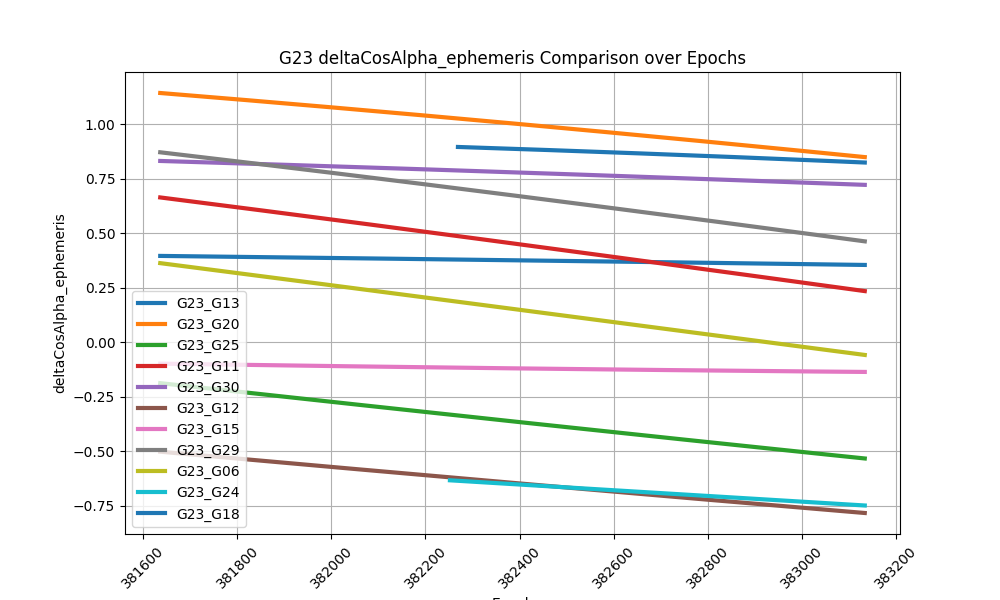 G23 deltaCosAlpha_ephemeris Comparison over Epochs
deltaCosAlpha_ephemeris
1.00
0.75
0.50
0.25
0.00
−0.25
−0.50
−0.75
G23_G13
G23_G20
G23_G25
G23_G11
G23_G30
G23_G12
G23_G15
G23_G29
G23_G06
G23_G24
G23_G18
381600
381800
382000
382200
382400
382600
382800
383000
383200